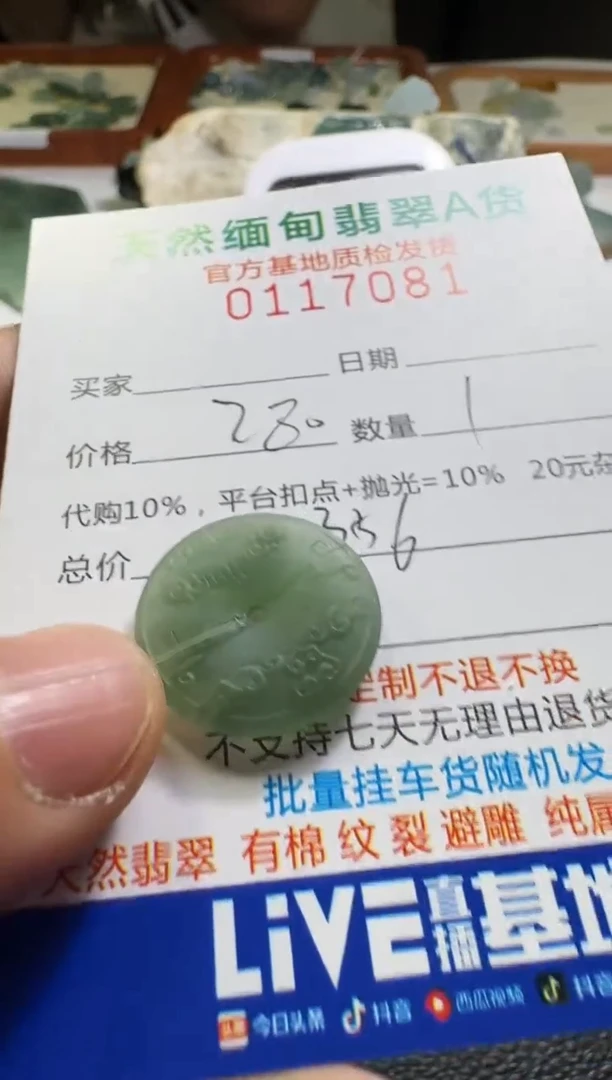 天然缅甸翡翠A货
官方基地质检发货
0117081
买家 日期
价格 280 数量 1
代购10%，平台扣点+抛光=10% 20元杂
总价 356
定制不退不换
不支持七天无理由退货
批量挂车货随机发
天然翡翠 有棉 纹 裂 避雕 纯属
LiVE直播基地
今日头条 抖音 西瓜视频 抖音